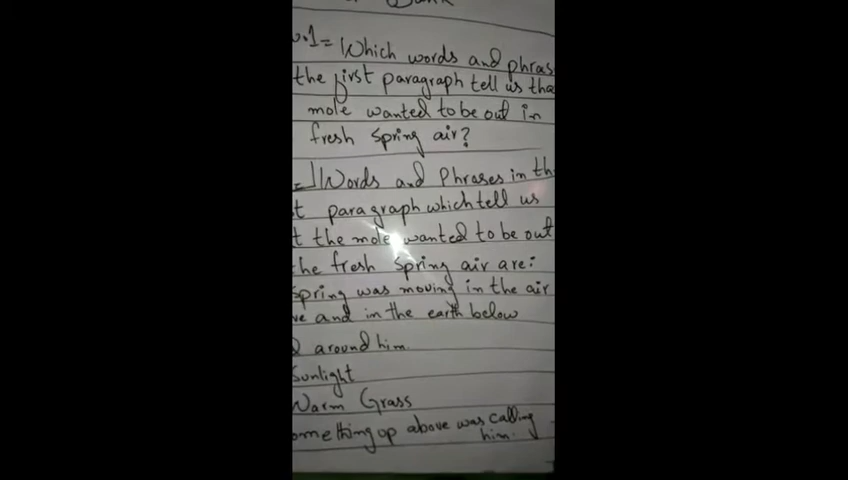 Bank
.1= Which words and phras
the first paragraph tell us tha
mole wanted to be out in
fresh Spring air?
= Words and Phrases in th
t paragraph which tell us
t the mole wanted to be out
he fresh Spring air are:
Spring was moving in the air
ve and in the earth below
d around him.
Sunlight
Warm Grass
omething up above was calling
him.